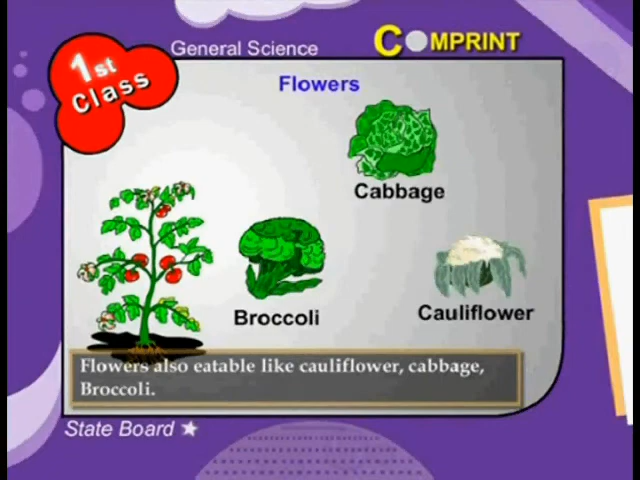 1st
Class
General Science
COMPRINT
Flowers
Cabbage
Broccoli
Cauliflower
Flowers also eatable like cauliflower, cabbage,
Broccoli.
State Board